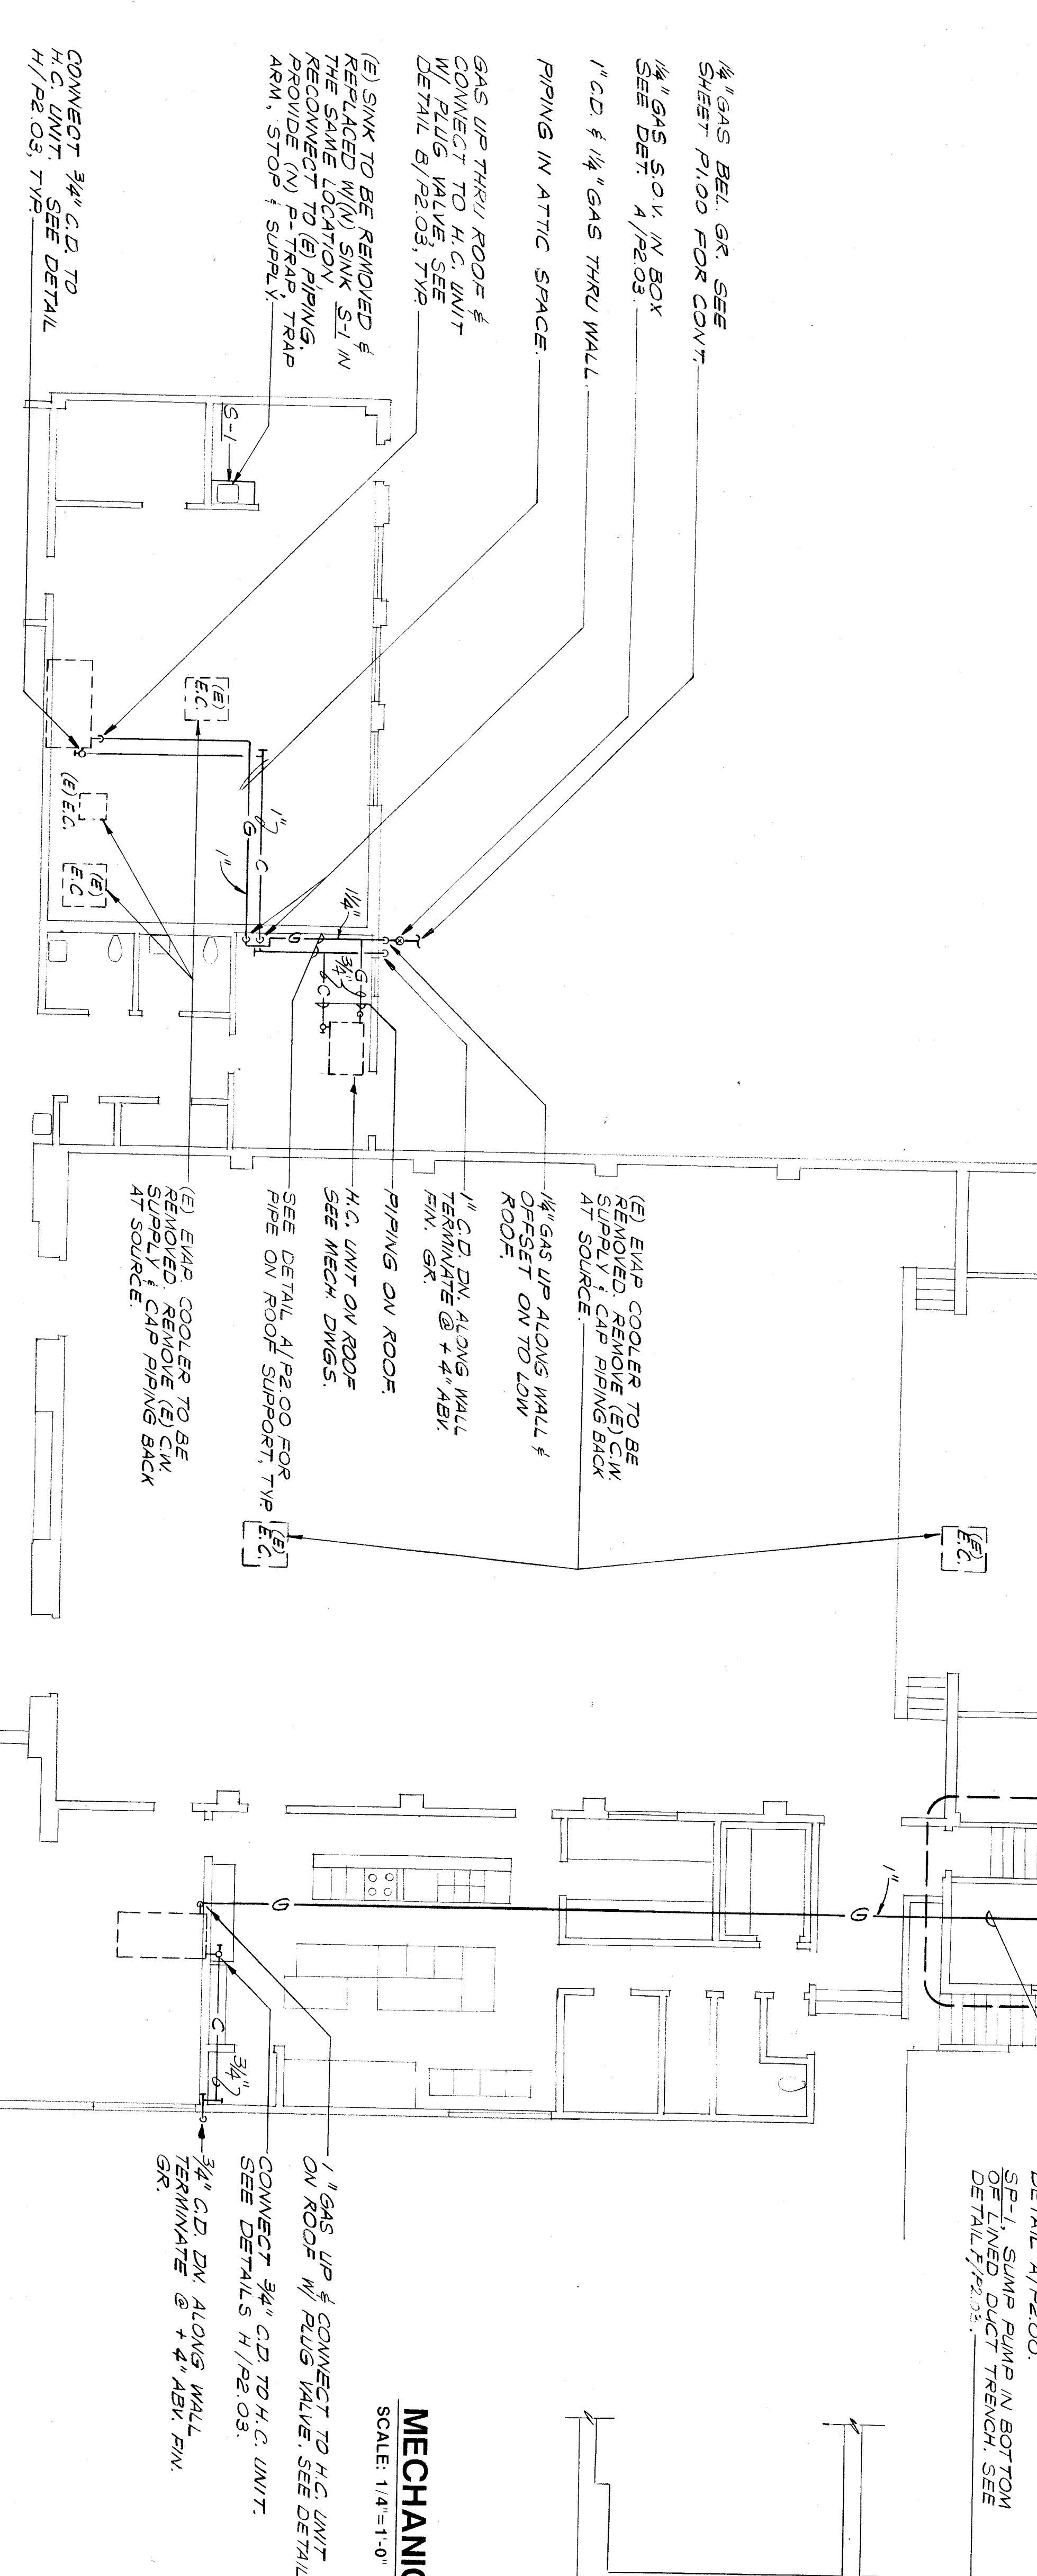 1¼" GAS BEL. GR. SEE
SHEET P1.00 FOR CONT.
1¼" GAS S.O.V. IN BOX
SEE DET. A/P2.03.
1" C.D. & 1¼" GAS THRU WALL.
PIPING IN ATTIC SPACE.
GAS UP THRU ROOF &
CONNECT TO H.C. UNIT
W/ PLUG VALVE, SEE
DETAIL B/P2.03, TYP.
(E) SINK TO BE REMOVED &
REPLACED W/(N) SINK S-1 IN
THE SAME LOCATION.
RECONNECT TO (E) PIPING.
PROVIDE (N) P-TRAP, TRAP
ARM, STOP & SUPPLY.
CONNECT ¾" C.D. TO
H.C. UNIT. SEE DETAIL
H/P2.03, TYP.
S-1
(E)
E.C.
(E) E.C.
(E)
E.C
1"
G
C
1"
1¼"
G
¾"
G
C
(E) EVAP COOLER TO BE
REMOVED. REMOVE (E) C.W.
SUPPLY & CAP PIPING BACK
AT SOURCE.
1¼" GAS UP ALONG WALL &
OFFSET ON TO LOW
ROOF.
1" C.D. DN. ALONG WALL
TERMINATE @ + 4" ABV.
FIN. GR.
PIPING ON ROOF.
H.C. UNIT ON ROOF
SEE MECH. DWGS.
SEE DETAIL A/P2.00 FOR
PIPE ON ROOF SUPPORT, TYP.
(E) EVAP COOLER TO BE
REMOVED. REMOVE (E) C.W.
SUPPLY & CAP PIPING BACK
AT SOURCE.
(E)
E.C.
(E)
E.C.
1"
G
G
C
3/4"
DETAIL A/P2.00.
SP-1, SUMP PUMP IN BOTTOM
OF LINED DUCT TRENCH. SEE
DETAIL F/P2.03.
1" GAS UP & CONNECT TO H.C. UNIT
ON ROOF W/ PLUG VALVE. SEE DETAIL
CONNECT ¾" C.D. TO H.C. UNIT.
SEE DETAILS H/P2.03.
¾" C.D. DN. ALONG WALL
TERMINATE @ + 4" ABV. FIN.
GR.
MECHANIC
SCALE: 1/4"=1'-0"